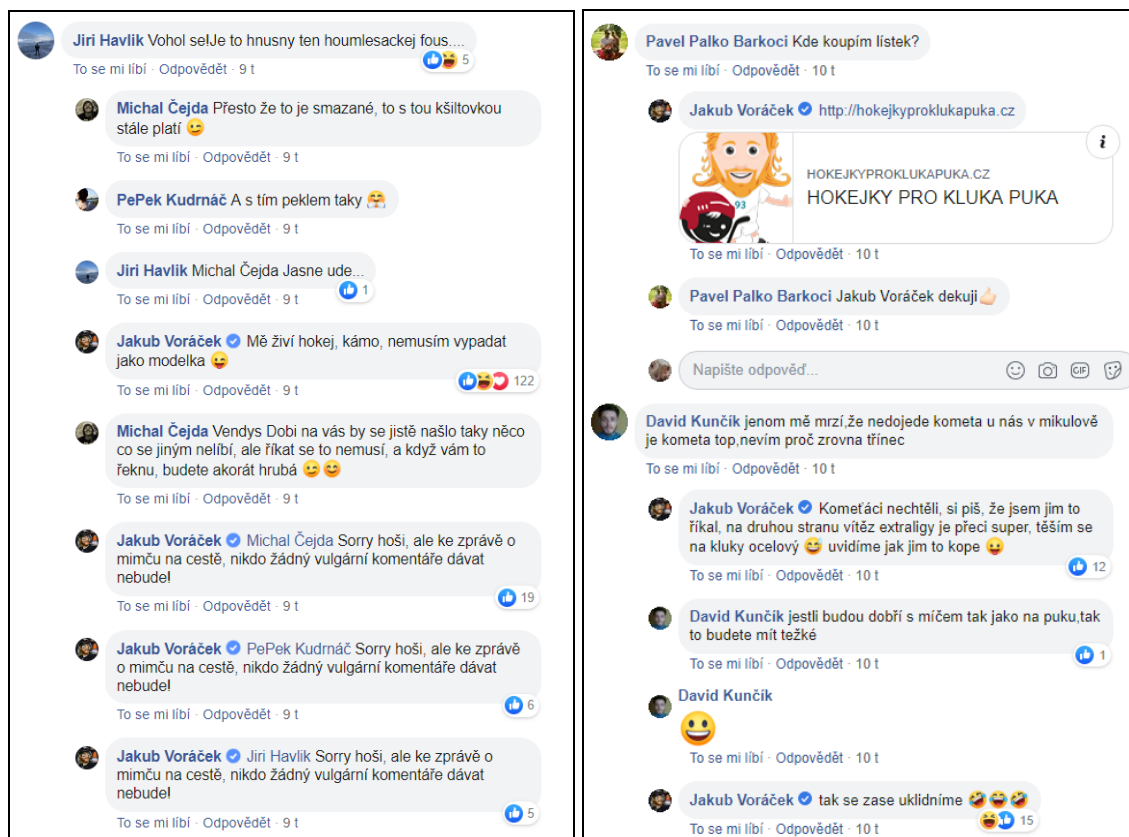 Jiri Havlik Vohol se!Je to hnusny ten houmlesackej fous....
5
To se mi líbí · Odpovědět · 9 t
Michal Čejda Přesto že to je smazané, to s tou kšiltovkou
stále platí 😉
To se mi líbí · Odpovědět · 9 t
PePek Kudrnáč A s tím peklem taky 🤗
To se mi líbí · Odpovědět · 9 t
Jiri Havlik Michal Čejda Jasne ude...
1
To se mi líbí · Odpovědět · 9 t
Jakub Voráček Mě živí hokej, kámo, nemusím vypadat
jako modelka 😜
122
To se mi líbí · Odpovědět · 9 t
Michal Čejda Vendys Dobi na vás by se jistě našlo taky něco
co se jiným nelíbí, ale říkat se to nemusí, a když vám to
řeknu, budete akorát hrubá 😉😊
To se mi líbí · Odpovědět · 9 t
Jakub Voráček Michal Čejda Sorry hoši, ale ke zprávě o
mimču na cestě, nikdo žádný vulgární komentáře dávat
nebude!
19
To se mi líbí · Odpovědět · 9 t
Jakub Voráček PePek Kudrnáč Sorry hoši, ale ke zprávě
o mimču na cestě, nikdo žádný vulgární komentáře dávat
nebude!
6
To se mi líbí · Odpovědět · 9 t
Jakub Voráček Jiri Havlik Sorry hoši, ale ke zprávě o
mimču na cestě, nikdo žádný vulgární komentáře dávat
nebude!
5
To se mi líbí · Odpovědět · 9 t
Pavel Palko Barkoci Kde koupím lístek?
To se mi líbí · Odpovědět · 10 t
Jakub Voráček http://hokejkyproklukapuka.cz
93
HOKEJKYPROKLUKAPUKA.CZ
HOKEJKY PRO KLUKA PUKA
i
To se mi líbí · Odpovědět · 10 t
Pavel Palko Barkoci Jakub Voráček dekuji👍🏻
To se mi líbí · Odpovědět · 10 t
Napište odpověď...
GIF
David Kunčík jenom mě mrzí,že nedojede kometa u nás v mikulově
je kometa top,nevím proč zrovna třínec
To se mi líbí · Odpovědět · 10 t
Jakub Voráček Kometáci nechtěli, si piš, že jsem jim to
říkal, na druhou stranu vítěz extraligy je přeci super, těším se
na kluky ocelový 😅 uvidíme jak jim to kope 😛
12
To se mi líbí · Odpovědět · 10 t
David Kunčík jestli budou dobří s míčem tak jako na puku,tak
to budete mít težké
1
To se mi líbí · Odpovědět · 10 t
David Kunčík
😀
To se mi líbí · Odpovědět · 10 t
Jakub Voráček tak se zase uklidníme 🤣😂🤣
15
To se mi líbí · Odpovědět · 10 t